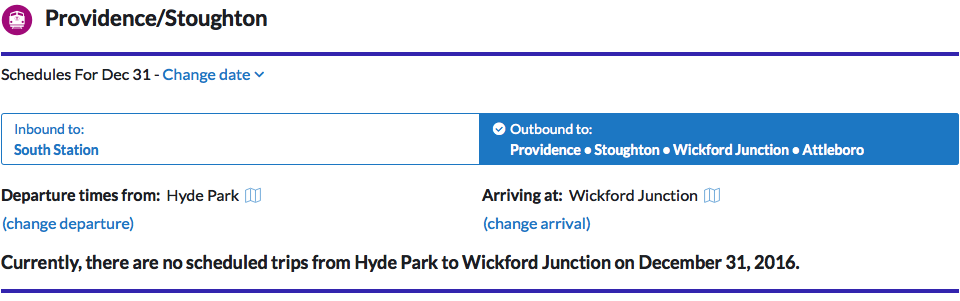 Providence/Stoughton
Schedules For Dec 31 - Change date
Inbound to:
South Station
Outbound to:
Providence • Stoughton • Wickford Junction • Attleboro
Departure times from: Hyde Park
(change departure)
Arriving at: Wickford Junction
(change arrival)
Currently, there are no scheduled trips from Hyde Park to Wickford Junction on December 31, 2016.